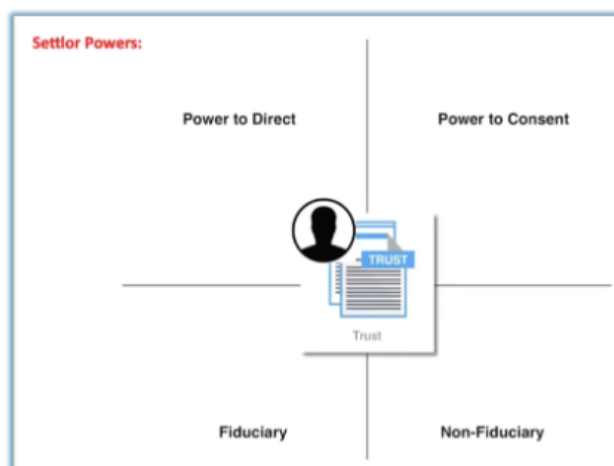 Settlor Powers:
Power to Direct
Power to Consent
TRUST
Trust
Fiduciary
Non-Fiduciary